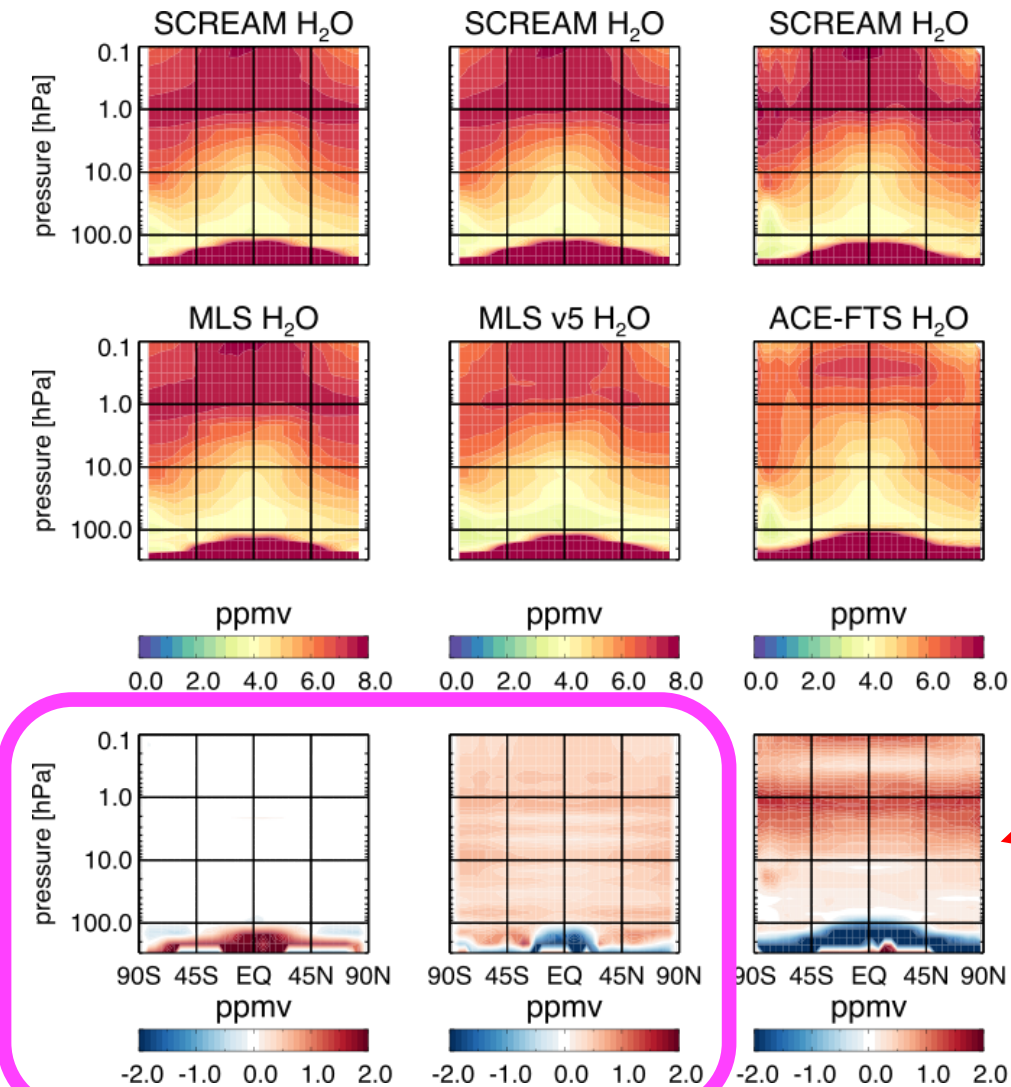 SCREAM H₂O SCREAM H₂O SCREAM H₂O
pressure [hPa]
0.1
1.0
10.0
100.0
MLS H₂O MLS v5 H₂O ACE-FTS H₂O
pressure [hPa]
0.1
1.0
10.0
100.0
ppmv ppmv ppmv
0.0 2.0 4.0 6.0 8.0 0.0 2.0 4.0 6.0 8.0 0.0 2.0 4.0 6.0 8.0
pressure [hPa]
0.1
1.0
10.0
100.0
90S 45S EQ 45N 90N 90S 45S EQ 45N 90N 90S 45S EQ 45N 90N
ppmv ppmv ppmv
-2.0 -1.0 0.0 1.0 2.0 -2.0 -1.0 0.0 1.0 2.0 -2.0 -1.0 0.0 1.0 2.0